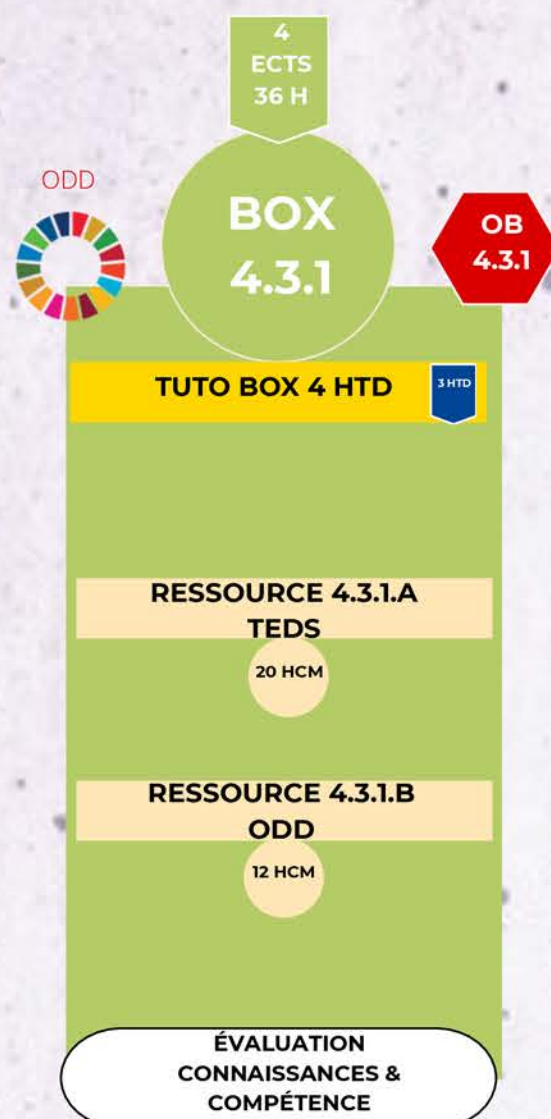 4
ECTS
36 H
ODD
BOX
4.3.1
OB
4.3.1
TUTO BOX 4 HTD
3 HTD
RESSOURCE 4.3.1.A
TEDS
20 HCM
RESSOURCE 4.3.1.B
ODD
12 HCM
ÉVALUATION
CONNAISSANCES &
COMPÉTENCE